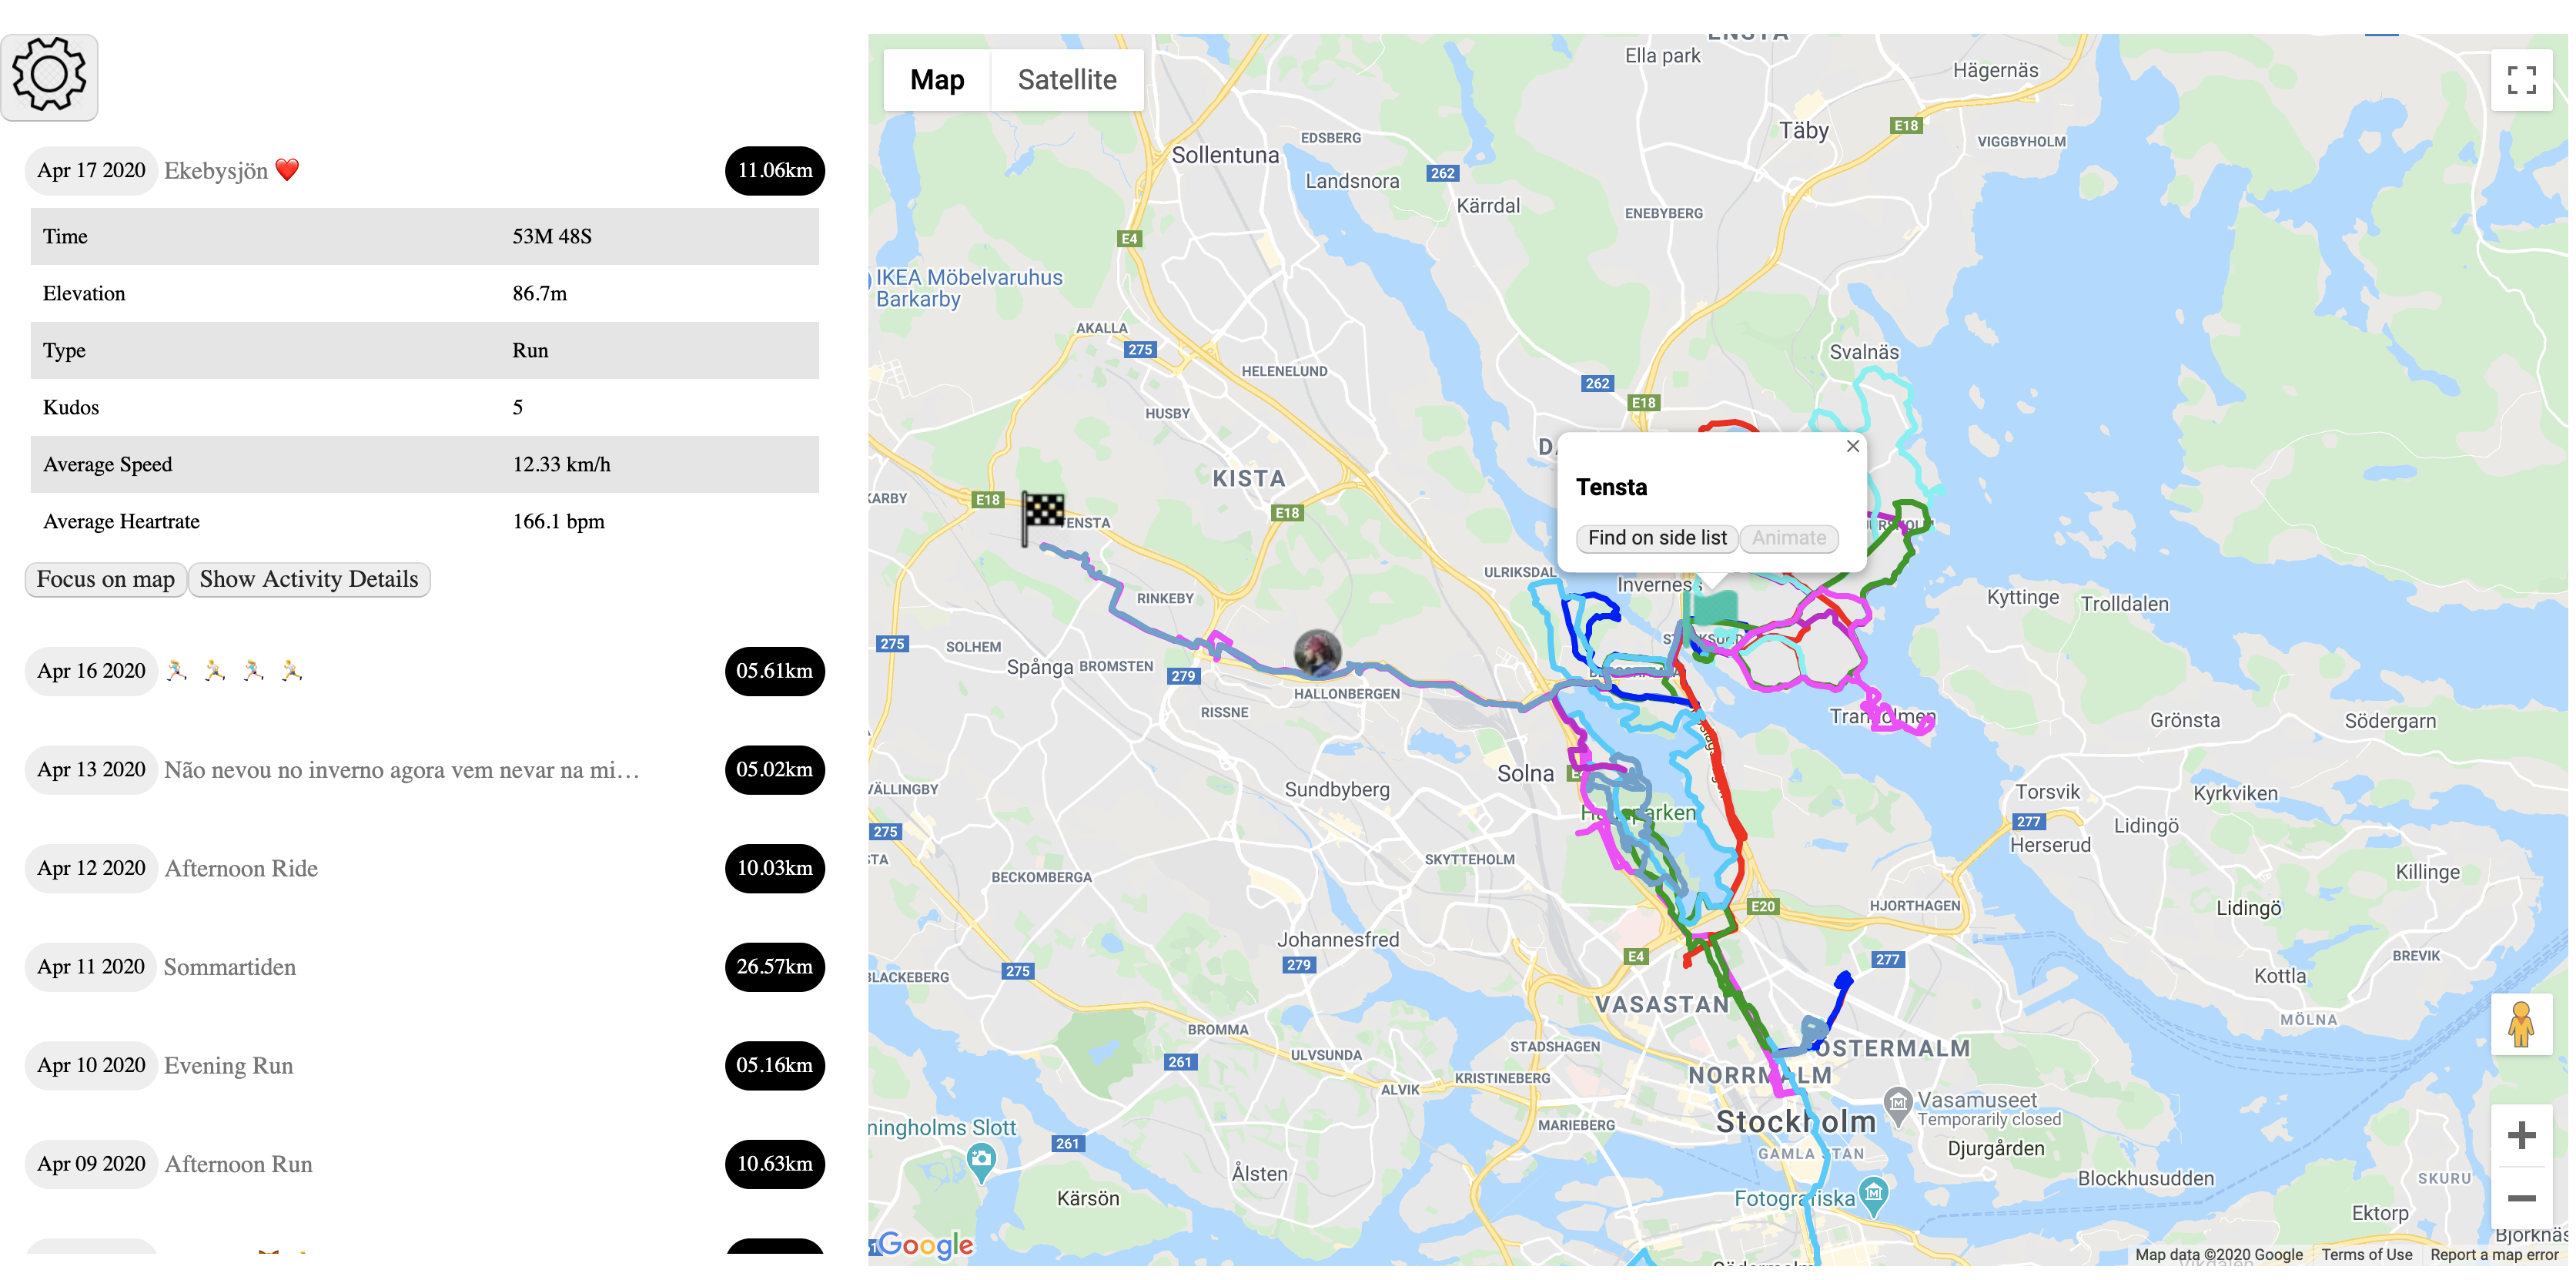 Apr 17 2020 Ekebysjön ❤️ 11.06km
Time 53M 48S
Elevation 86.7m
Type Run
Kudos 5
Average Speed 12.33 km/h
Average Heartrate 166.1 bpm
Focus on map Show Activity Details
Apr 16 2020 05.61km
Apr 13 2020 Não nevou no inverno agora vem nevar na mi… 05.02km
Apr 12 2020 Afternoon Ride 10.03km
Apr 11 2020 Sommartiden 26.57km
Apr 10 2020 Evening Run 05.16km
Apr 09 2020 Afternoon Run 10.63km
Map Satellite
Ella park
Hägernäs
Täby
E18
EDSBERG
VIGGBYHOLM
Sollentuna
262
Landsnora
Kärrdal
ENEBYBERG
E4
IKEA Möbelvaruhus
Barkarby
AKALLA
275
Svalnäs
HELENELUND
262
E18
HUSBY
KISTA
Tensta
Find on side list Animate
E18
E18
ULRIKSDAL
RINKEBY
Kyttinge
Trolldalen
275
SOLHEM
Spånga
BROMSTEN
279
HALLONBERGEN
RISSNE
Grönsta
Södergarn
Solna
Sundbyberg
Torsvik
Kyrkviken
277
Lidingö
Herserud
275
SKYTTEHOLM
BECKOMBERGA
Killinge
E20
HJORTHAGEN
Lidingö
Johannesfred
279
E4
277
275
BREVIK
Kottla
VASASTAN
MÖLNA
BROMMA
ULVSUNDA
STADSHAGEN
ÖSTERMALM
261
KRISTINEBERG
NORRMALM
ALVIK
Vasamuseet
Temporarily closed
Stockholm
MARIEBERG
261
Djurgården
GAMLA STAN
Ålsten
Blockhusudden
SKURU
Kärsön
Fotografiska
Ektorp
Google
Map data ©2020 Google Terms of Use Report a map error